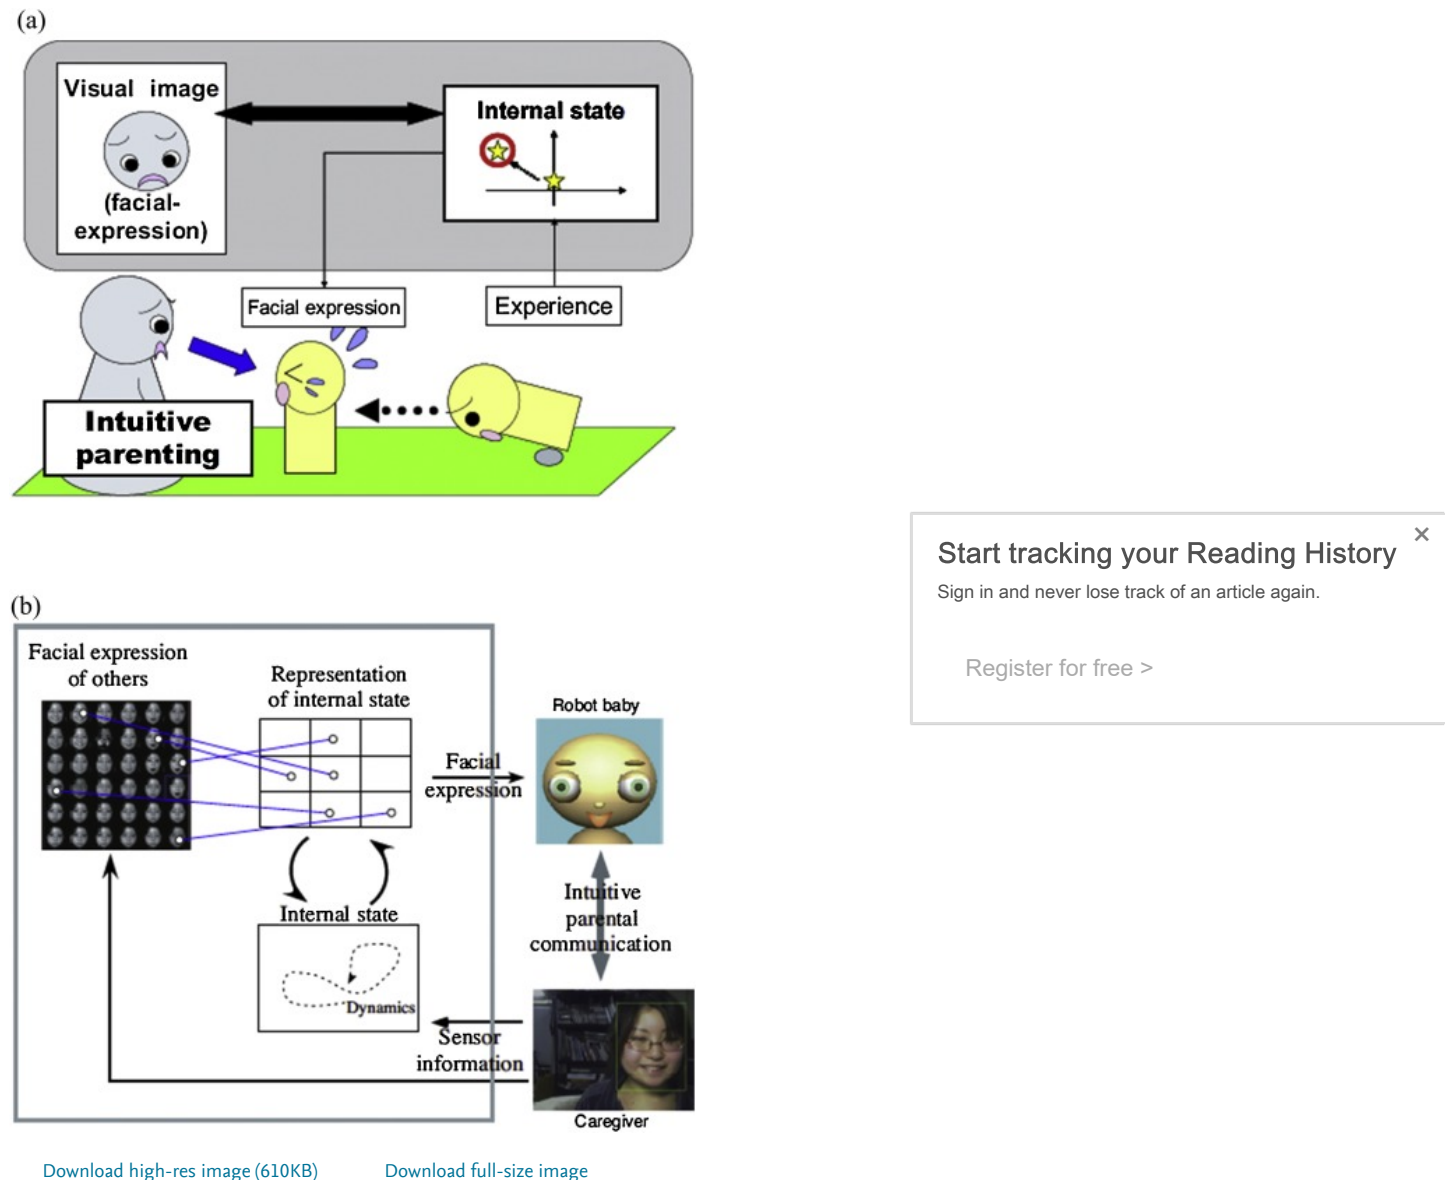 (a)
Visual image
(facial-
expression)
Internal state
Facial expression
Experience
Intuitive
parenting
Start tracking your Reading History
×
Sign in and never lose track of an article again.
Register for free >
(b)
Facial expression
of others
Representation
of internal state
Robot baby
Facial
expression
Intuitive
parental
communication
Internal state
Dynamics
Sensor
information
Caregiver
Download high-res image (610KB)
Download full-size image